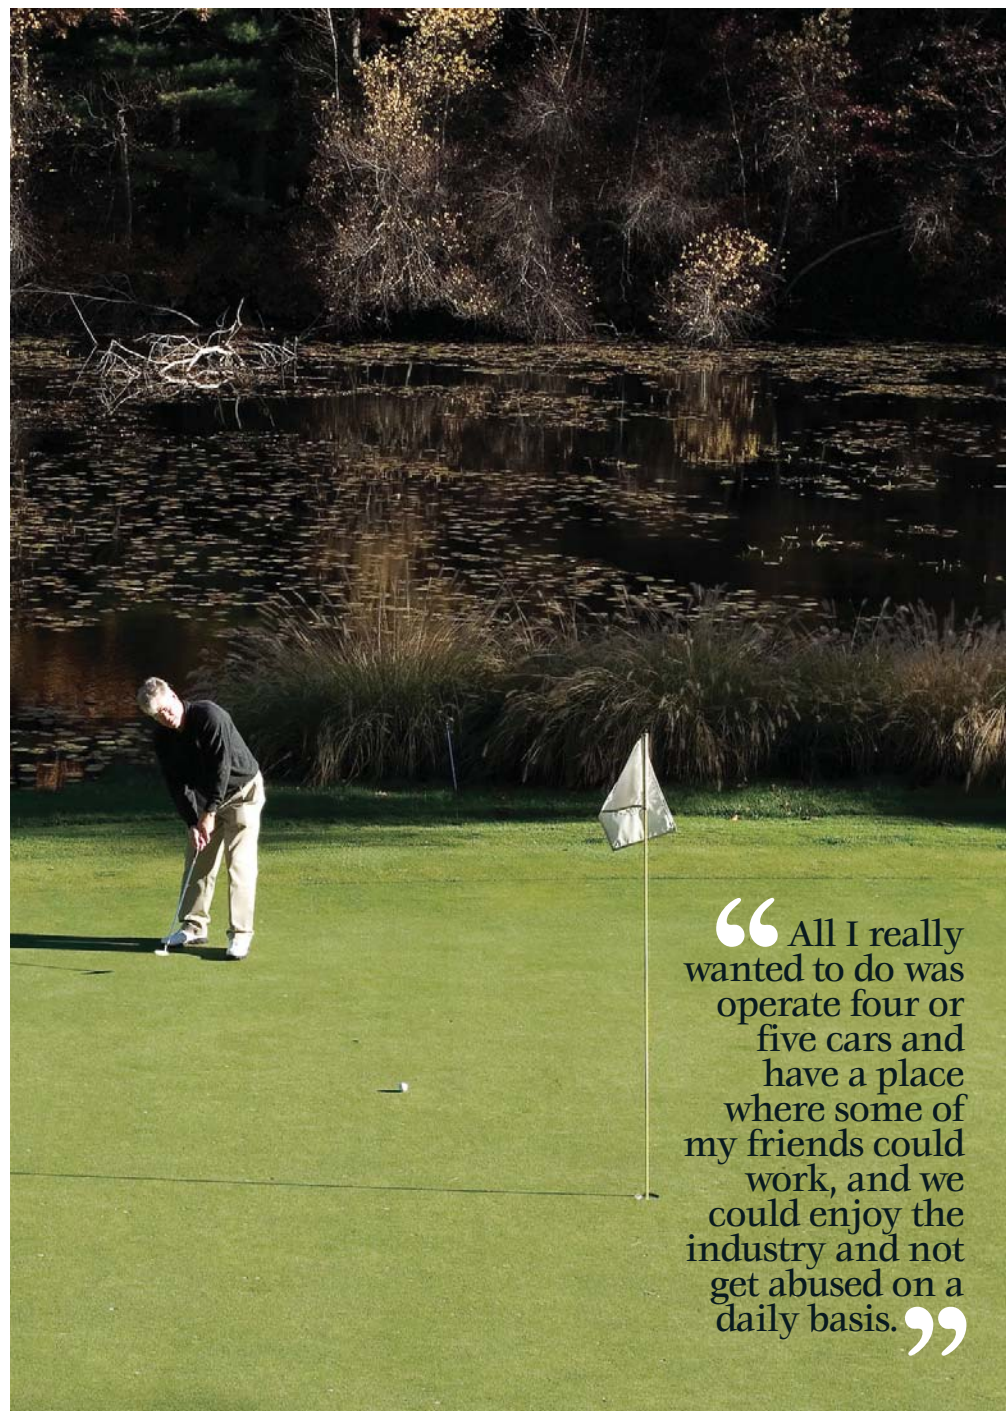 “ All I really
wanted to do was
operate four or
five cars and
have a place
where some of
my friends could
work, and we
could enjoy the
industry and not
get abused on a
daily basis. ”